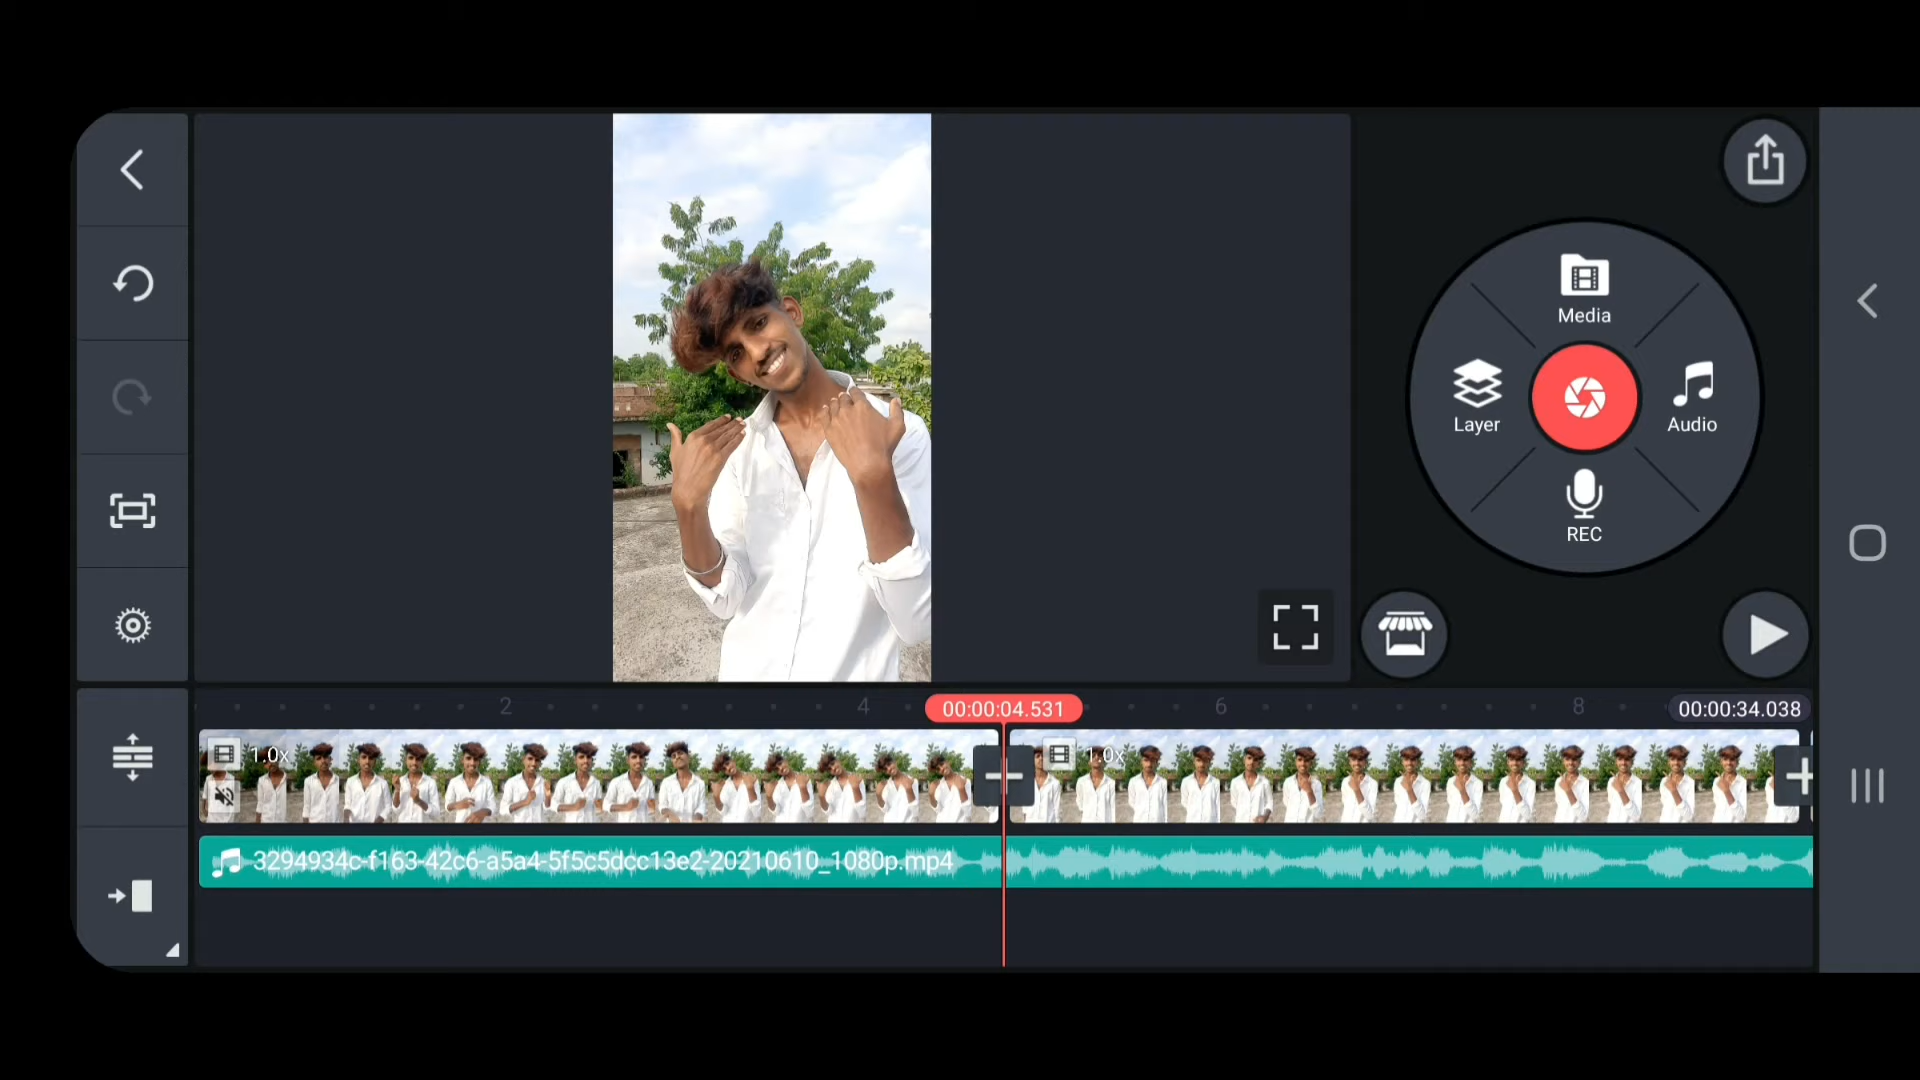 Media
Layer
Audio
REC
2
4
00:00:04.531
6
8
00:00:34.038
1.0x
1.0x
3294934c-f163-42c6-a5a4-5f5c5dcc13e2-20210610_1080p.mp4